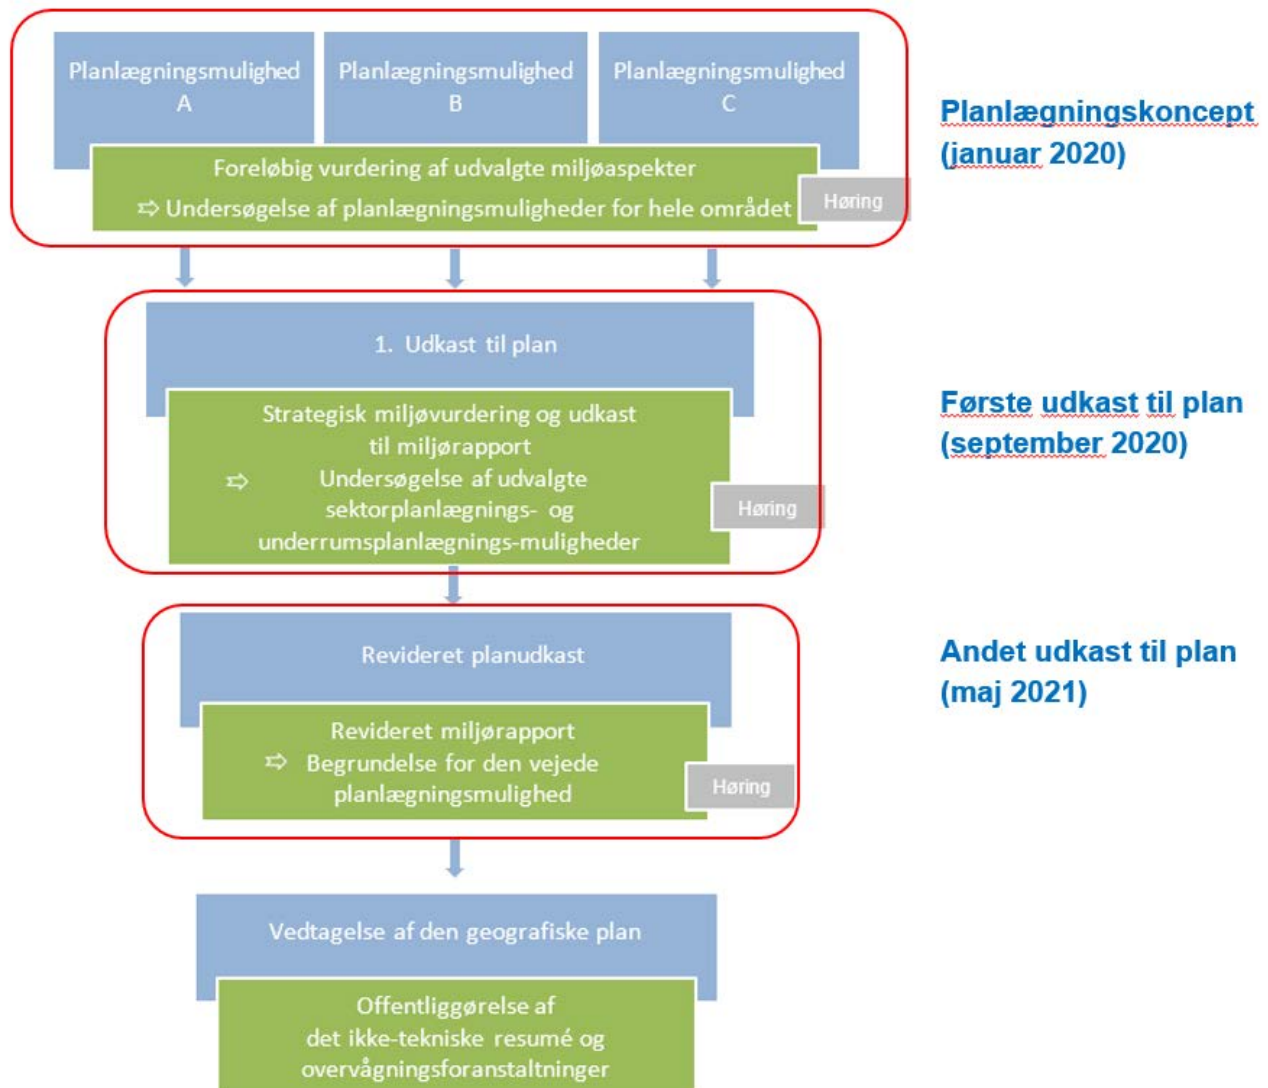 Planlægningsmulighed
A
Planlægningsmulighed
B
Planlægningsmulighed
C
Foreløbig vurdering af udvalgte miljøaspekter
⇨ Undersøgelse af planlægningsmuligheder for hele området
Høring
Planlægningskoncept
(januar 2020)
1. Udkast til plan
Strategisk miljøvurdering og udkast
til miljørapport
⇨ Undersøgelse af udvalgte
sektorplanlægnings- og
underrumsplanlægnings-muligheder
Høring
Første udkast til plan
(september 2020)
Revideret planudkast
Revideret miljørapport
⇨ Begrundelse for den vejede
planlægningsmulighed
Høring
Andet udkast til plan
(maj 2021)
Vedtagelse af den geografiske plan
Offentliggørelse af
det ikke-tekniske resumé og
overvågningsforanstaltninger